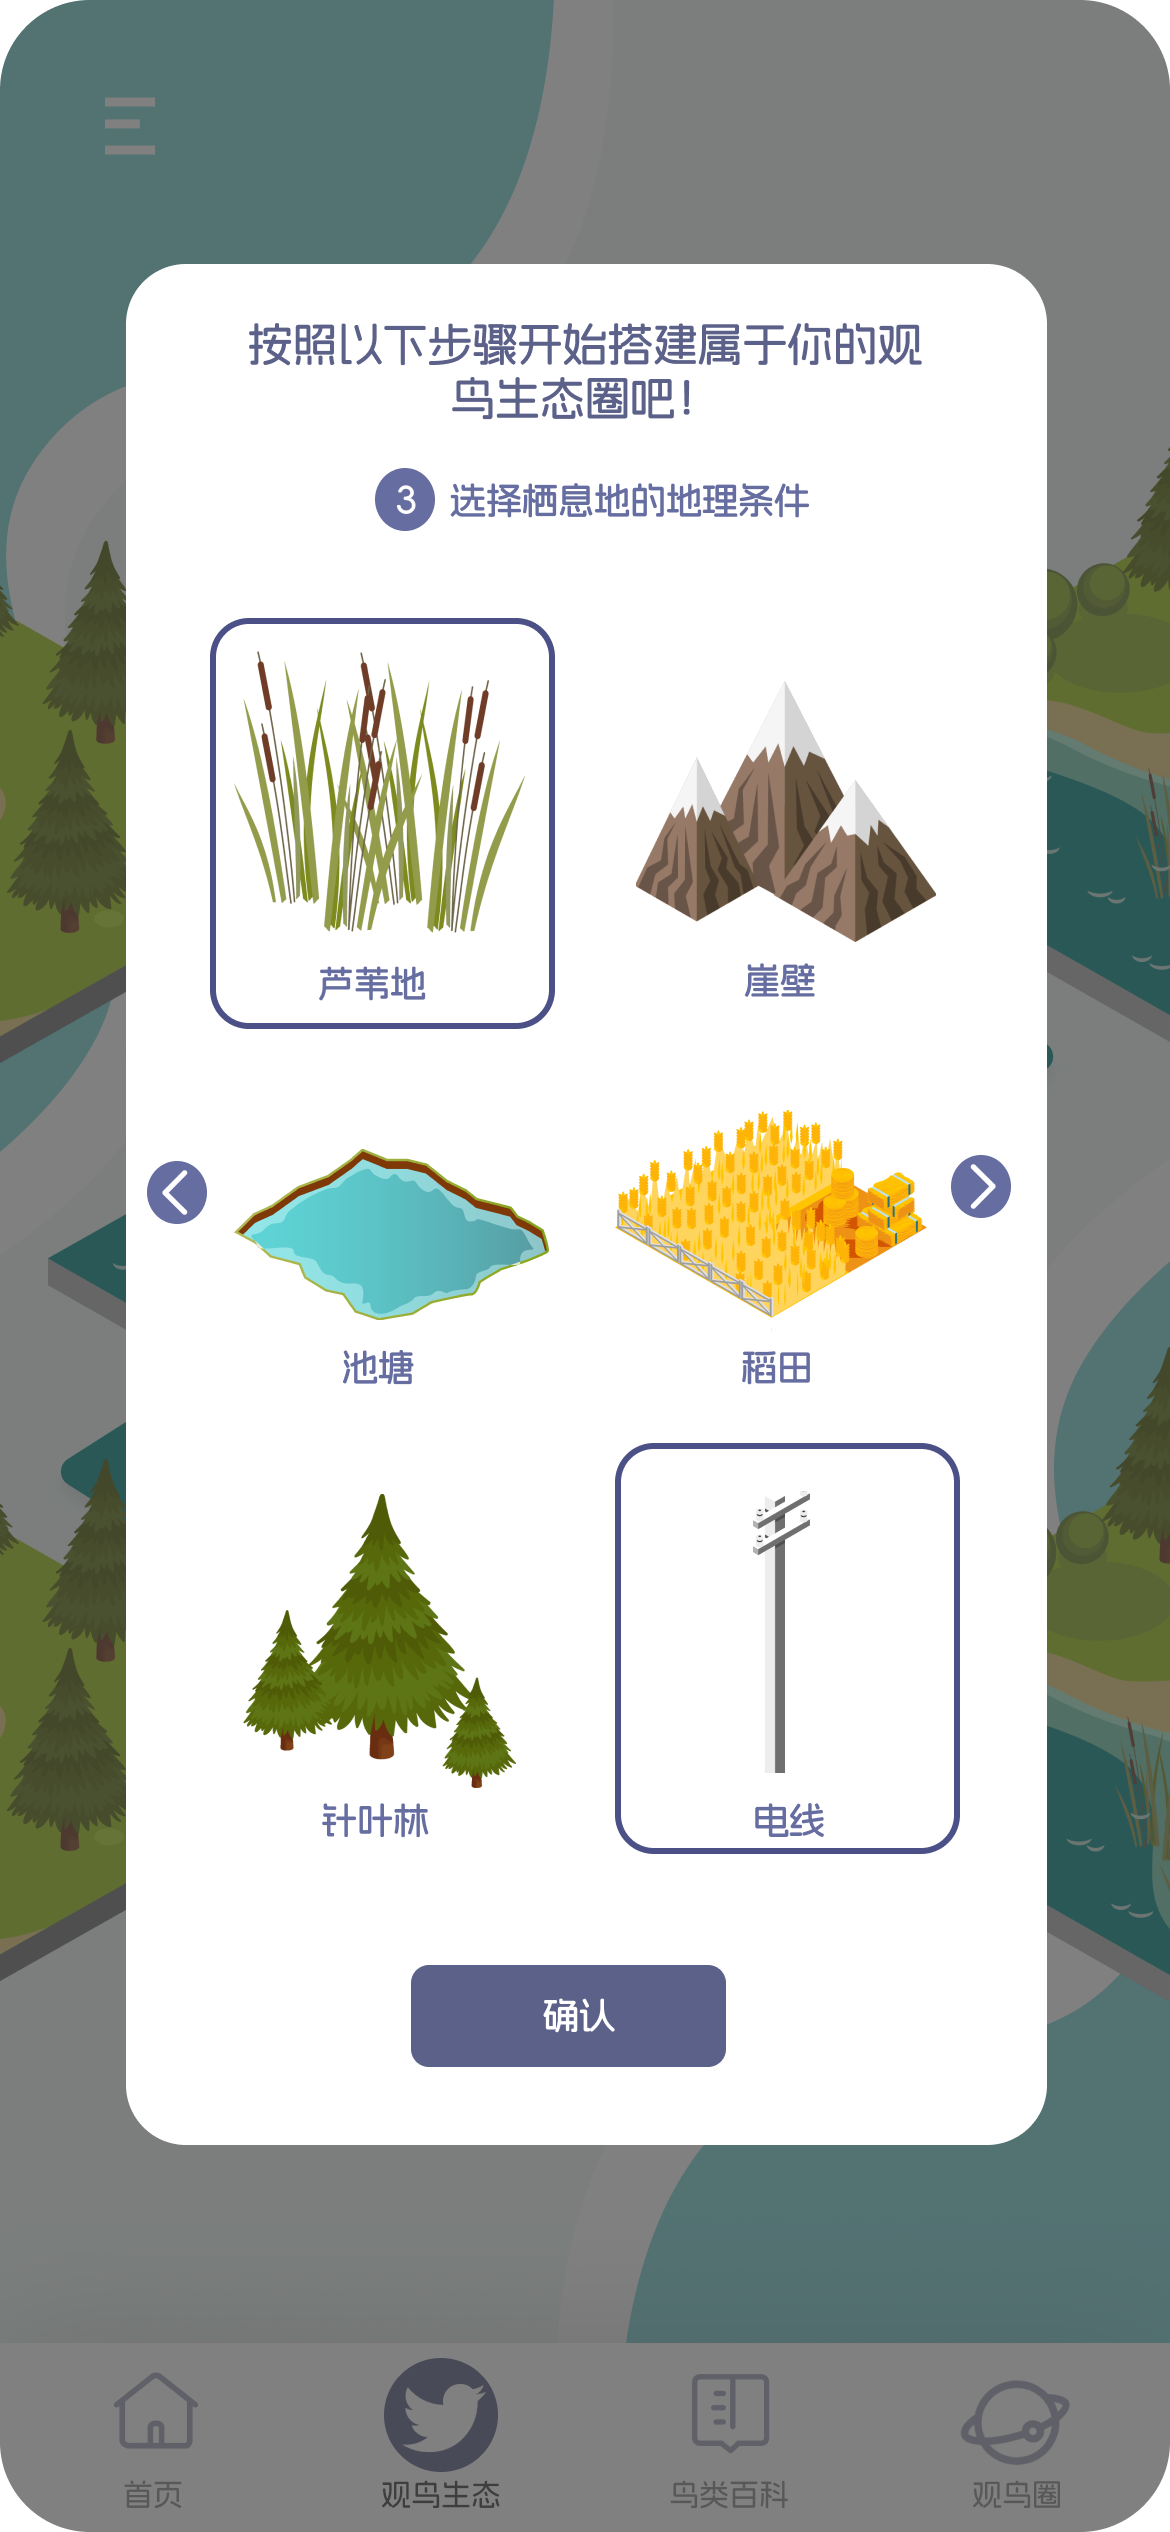 按照以下步骤开始搭建属于你的观
鸟生态圈吧!
3 选择栖息地的地理条件
芦苇地
崖壁
池塘
稻田
针叶林
电线
确认
首页
观鸟生态
鸟类百科
观鸟圈